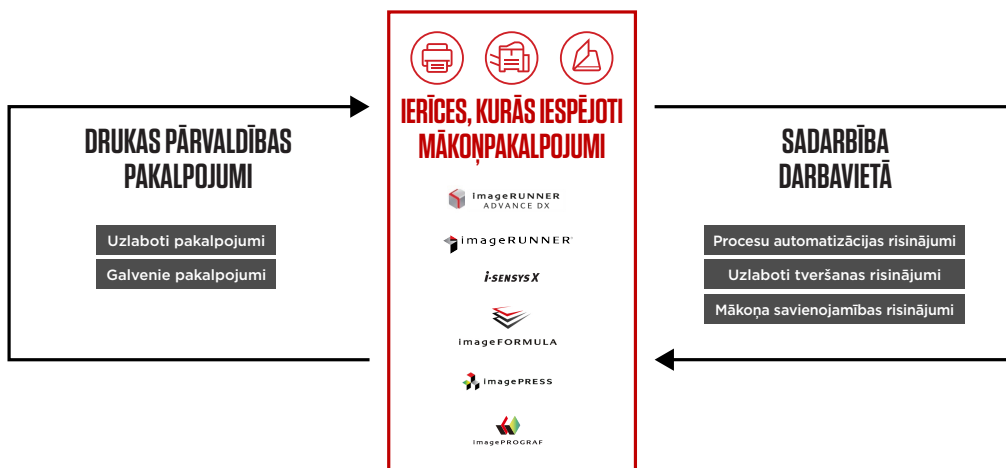 DRUKAS PĀRVALDĪBAS
PAKALPOJUMI
Uzlaboti pakalpojumi
Galvenie pakalpojumi
IERĪCES, KURĀS IESPĒJOTI
MĀKOŅPAKALPOJUMI
imageRUNNER
ADVANCE DX
imageRUNNER
i-SENSYS X
imageFORMULA
imagePRESS
imagePROGRAF
SADARBĪBA
DARBAVIETĀ
Procesu automatizācijas risinājumi
Uzlaboti tveršanas risinājumi
Mākoņa savienojamības risinājumi